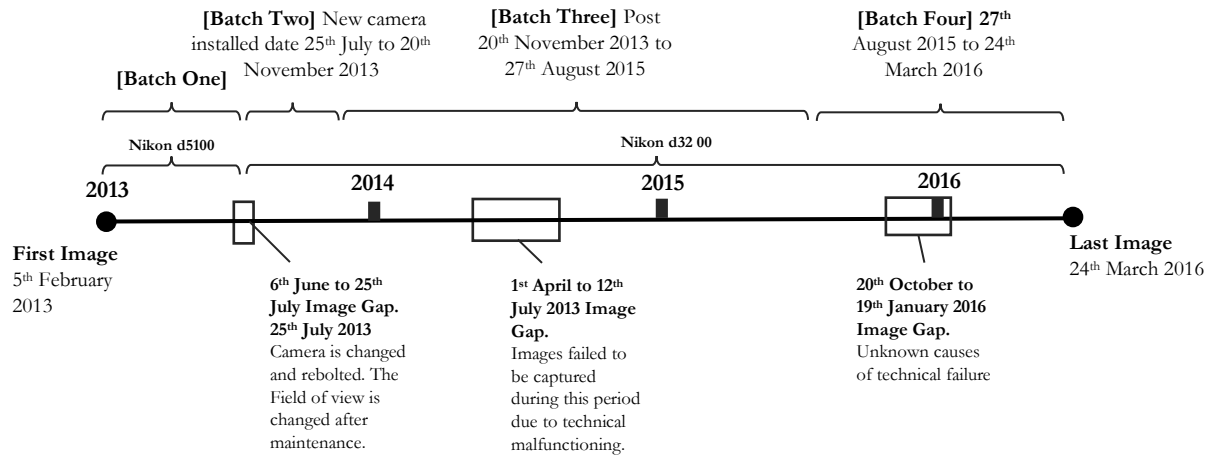 [Batch One]
[Batch Two] New camera
installed date 25th July to 20th
November 2013
[Batch Three] Post
20th November 2013 to
27th August 2015
[Batch Four] 27th
August 2015 to 24th
March 2016
Nikon d5100
Nikon d32 00
2013
2014
2015
2016
First Image
5th February
2013
6th June to 25th
July Image Gap.
25th July 2013
Camera is changed
and rebolted. The
Field of view is
changed after
maintenance.
1st April to 12th
July 2013 Image
Gap.
Images failed to
be captured
during this period
due to technical
malfunctioning.
20th October to
19th January 2016
Image Gap.
Unknown causes
of technical failure
Last Image
24th March 2016